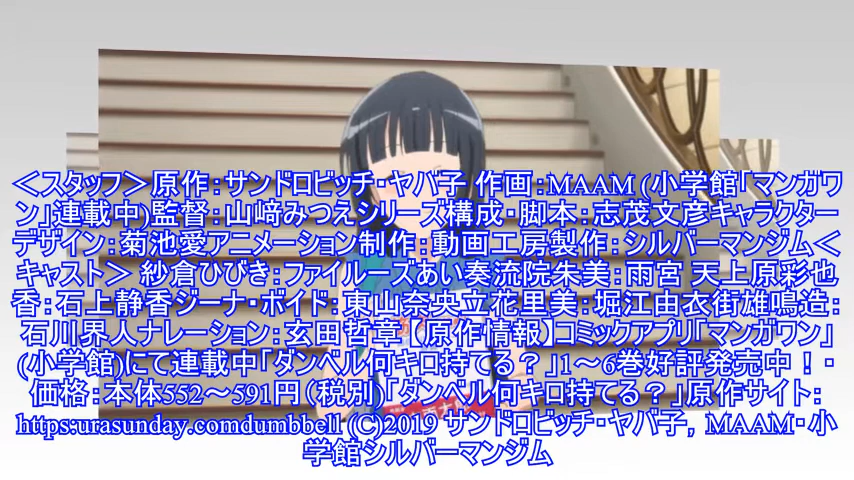 ＜スタッフ＞原作：サンドロビッチ・ヤバ子 作画：MAAM (小学館「マンガワ
ン」連載中)監督：山﨑みつえシリーズ構成・脚本：志茂文彦キャラクター
デザイン：菊池愛アニメーション制作：動画工房製作：シルバーマンジム＜
キャスト＞ 紗倉ひびき：ファイルーズあい奏流院朱美：雨宮 天上原彩也
香：石上静香ジーナ・ボイド：東山奈央立花里美：堀江由衣街雄鳴造：
石川界人ナレーション：玄田哲章 【原作情報】コミックアプリ「マンガワン」
(小学館)にて連載中「ダンベル何キロ持てる？」1～6巻好評発売中！・
価格：本体552～591円 (税別)「ダンベル何キロ持てる？」原作サイト：
https:urasunday.comdumbbell (C)2019 サンドロビッチ・ヤバ子， MAAM・小
学館シルバーマンジム